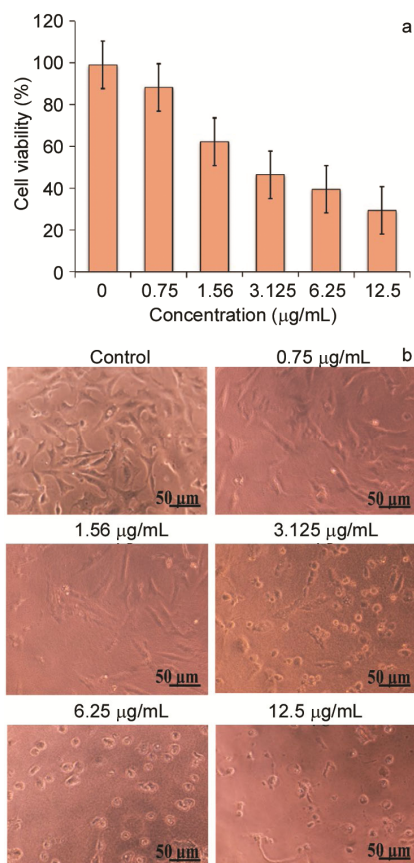 a
120
100
80
60
40
20
0
Cell viability (%)
0 0.75 1.56 3.125 6.25 12.5
Concentration (μg/mL)
b
Control 0.75 μg/mL
50 μm 50 μm
1.56 μg/mL 3.125 μg/mL
50 μm 50 μm
6.25 μg/mL 12.5 μg/mL
50 μm 50 μm